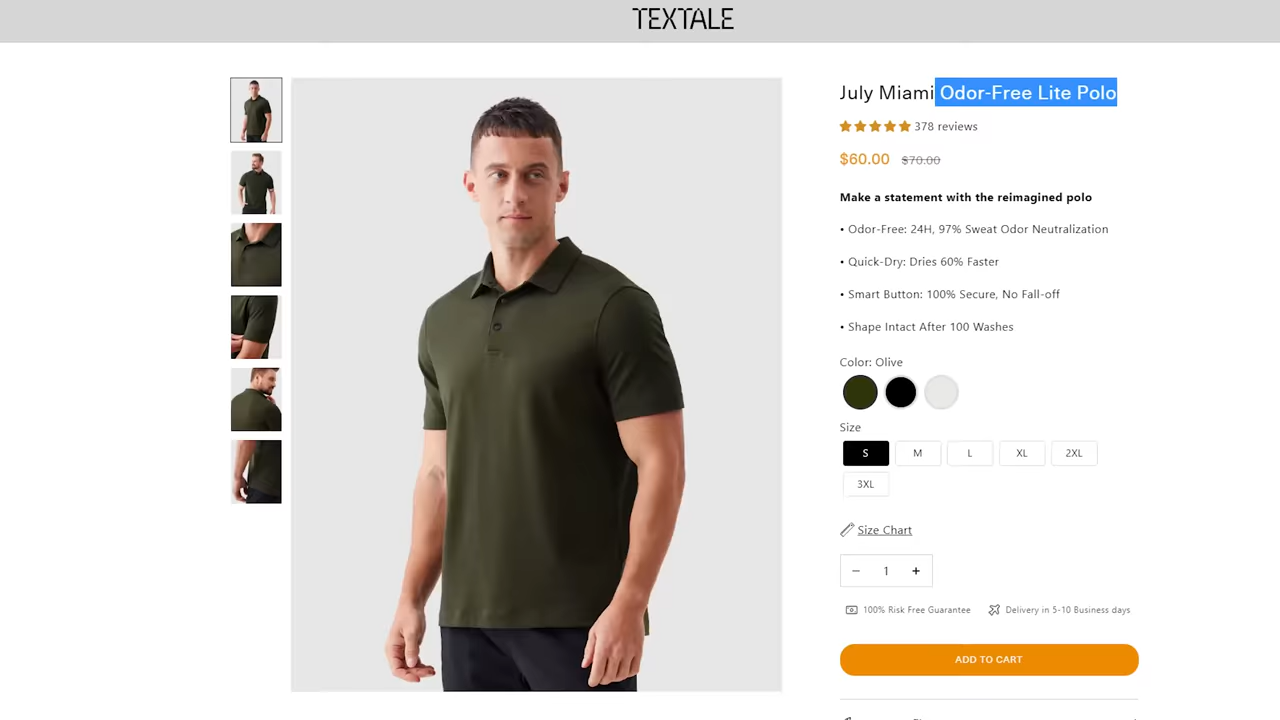 TEXTALE
July Miami Odor-Free Lite Polo
378 reviews
$60.00 $70.00
Make a statement with the reimagined polo
• Odor-Free: 24H, 97% Sweat Odor Neutralization
• Quick-Dry: Dries 60% Faster
• Smart Button: 100% Secure, No Fall-off
• Shape Intact After 100 Washes
Color: Olive
Size
S M L XL 2XL
3XL
Size Chart
− 1 +
100% Risk Free Guarantee Delivery in 5-10 Business days
ADD TO CART